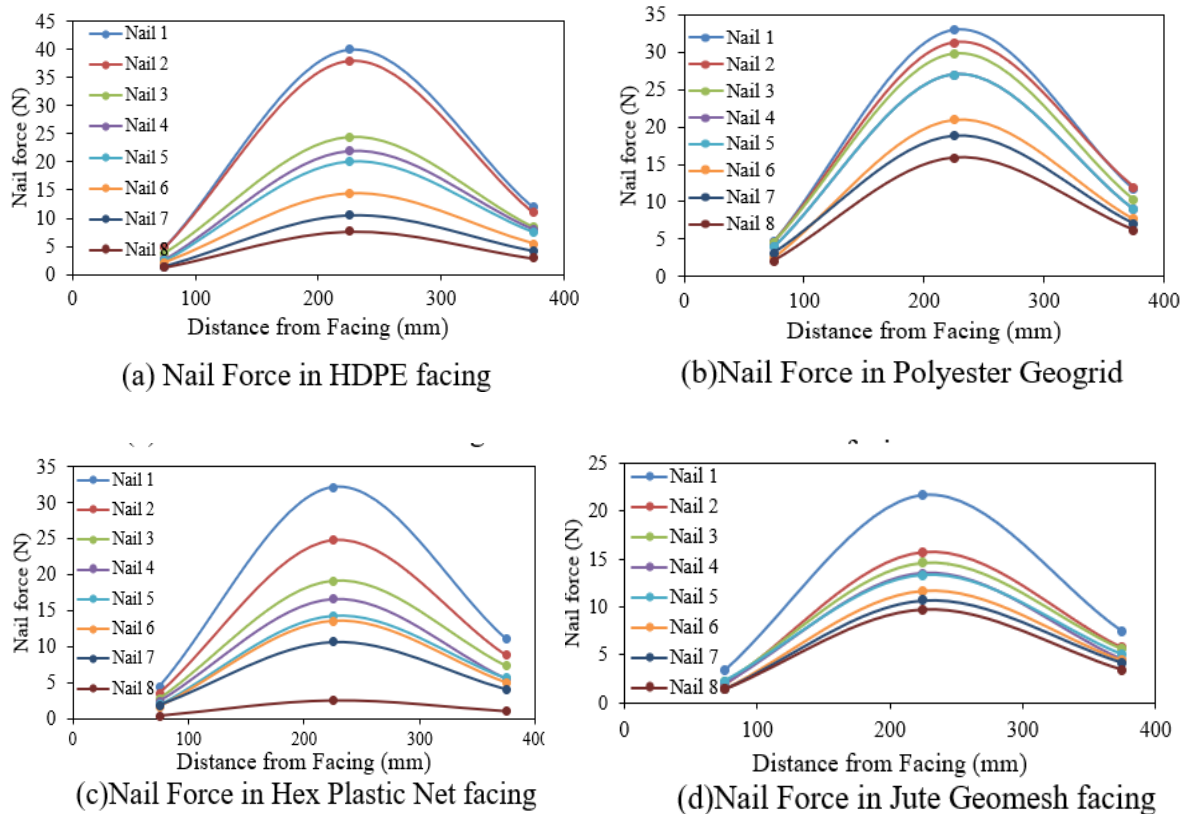 45
40
35
30
25
20
15
10
5
0
Nail force (N)
Nail 1
Nail 2
Nail 3
Nail 4
Nail 5
Nail 6
Nail 7
Nail 8
0 100 200 300 400
Distance from Facing (mm)
(a) Nail Force in HDPE facing
35
30
25
20
15
10
5
0
Nail force (N)
Nail 1
Nail 2
Nail 3
Nail 4
Nail 5
Nail 6
Nail 7
Nail 8
0 100 200 300 400
Distance from Facing (mm)
(b)Nail Force in Polyester Geogrid
35
30
25
20
15
10
5
0
Nail force (N)
Nail 1
Nail 2
Nail 3
Nail 4
Nail 5
Nail 6
Nail 7
Nail 8
0 100 200 300
Distance from Facing (mm)
(c)Nail Force in Hex Plastic Net facing
25
20
15
10
5
0
Nail force (N)
Nail 1
Nail 2
Nail 3
Nail 4
Nail 5
Nail 6
Nail 7
Nail 8
0 100 200 300 400
Distance from Facing (mm)
(d)Nail Force in Jute Geomesh facing